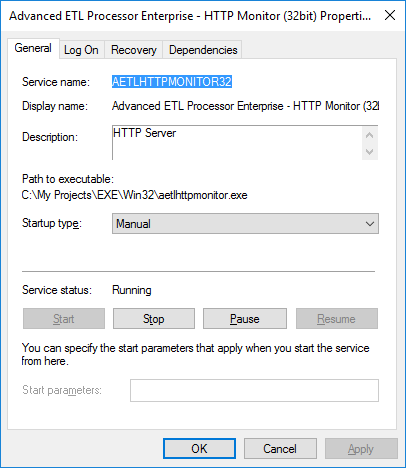 Advanced ETL Processor Enterprise - HTTP Monitor (32bit) Properti...
General Log On Recovery Dependencies
Service name: AETLHTTPMONITOR32
Display name: Advanced ETL Processor Enterprise - HTTP Monitor (32
Description: HTTP Server
Path to executable:
C:\My Projects\EXE\Win32\aetlhttpmonitor.exe
Startup type: Manual
Service status: Running
Start Stop Pause Resume
You can specify the start parameters that apply when you start the service
from here.
Start parameters:
OK Cancel Apply